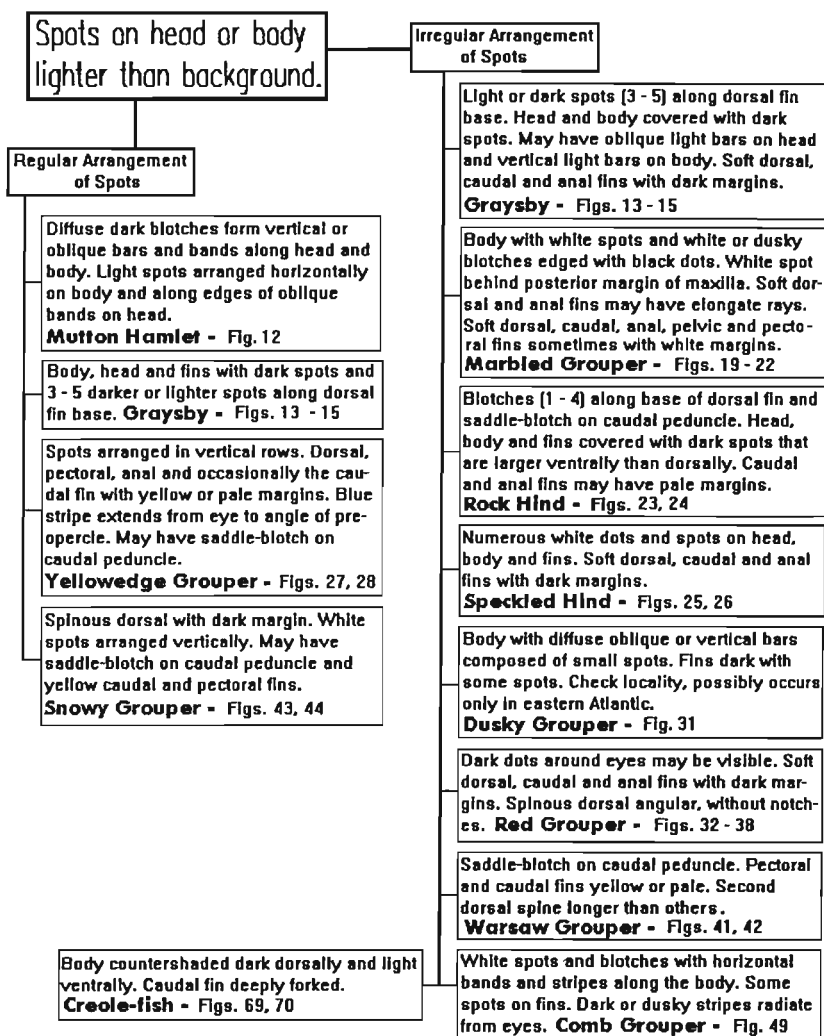 Spots on head or body
lighter than background.
Regular Arrangement
of Spots
Diffuse dark blotches form vertical or
oblique bars and bands along head and
body. Light spots arranged horizontally
on body and along edges of oblique
bands on head.
Mutton Hamlet - Fig. 12
Body, head and fins with dark spots and
3 - 5 darker or lighter spots along dorsal
fin base. Graysby - Figs. 13 - 15
Spots arranged in vertical rows. Dorsal,
pectoral, anal and occasionally the cau-
dal fin with yellow or pale margins. Blue
stripe extends from eye to angle of pre-
opercle. May have saddle-blotch on
caudal peduncle.
Yellowedge Grouper - Figs. 27, 28
Spinous dorsal with dark margin. White
spots arranged vertically. May have
saddle-blotch on caudal peduncle and
yellow caudal and pectoral fins.
Snowy Grouper - Figs. 43, 44
Irregular Arrangement
of Spots
Light or dark spots (3 - 5) along dorsal fin
base. Head and body covered with dark
spots. May have oblique light bars on head
and vertical light bars on body. Soft dorsal,
caudal and anal fins with dark margins.
Graysby - Figs. 13 - 15
Body with white spots and white or dusky
blotches edged with black dots. White spot
behind posterior margin of maxilla. Soft dor-
sal and anal fins may have elongate rays.
Soft dorsal, caudal, anal, pelvic and pecto-
ral fins sometimes with white margins.
Marbled Grouper - Figs. 19 - 22
Blotches (1 - 4) along base of dorsal fin and
saddle-blotch on caudal peduncle. Head,
body and fins covered with dark spots that
are larger ventrally than dorsally. Caudal
and anal fins may have pale margins.
Rock Hind - Figs. 23, 24
Numerous white dots and spots on head,
body and fins. Soft dorsal, caudal and anal
fins with dark margins.
Speckled Hind - Figs. 25, 26
Body with diffuse oblique or vertical bars
composed of small spots. Fins dark with
some spots. Check locality, possibly occurs
only in eastern Atlantic.
Dusky Grouper - Fig. 31
Dark dots around eyes may be visible. Soft
dorsal, caudal and anal fins with dark mar-
gins. Spinous dorsal angular, without notch-
es. Red Grouper - Figs. 32 - 38
Saddle-blotch on caudal peduncle. Pectoral
and caudal fins yellow or pale. Second
dorsal spine longer than others.
Warsaw Grouper - Figs. 41, 42
Body countershaded dark dorsally and light
ventrally. Caudal fin deeply forked.
Creole-fish - Figs. 69, 70
White spots and blotches with horizontal
bands and stripes along the body. Some
spots on fins. Dark or dusky stripes radiate
from eyes. Comb Grouper - Fig. 49